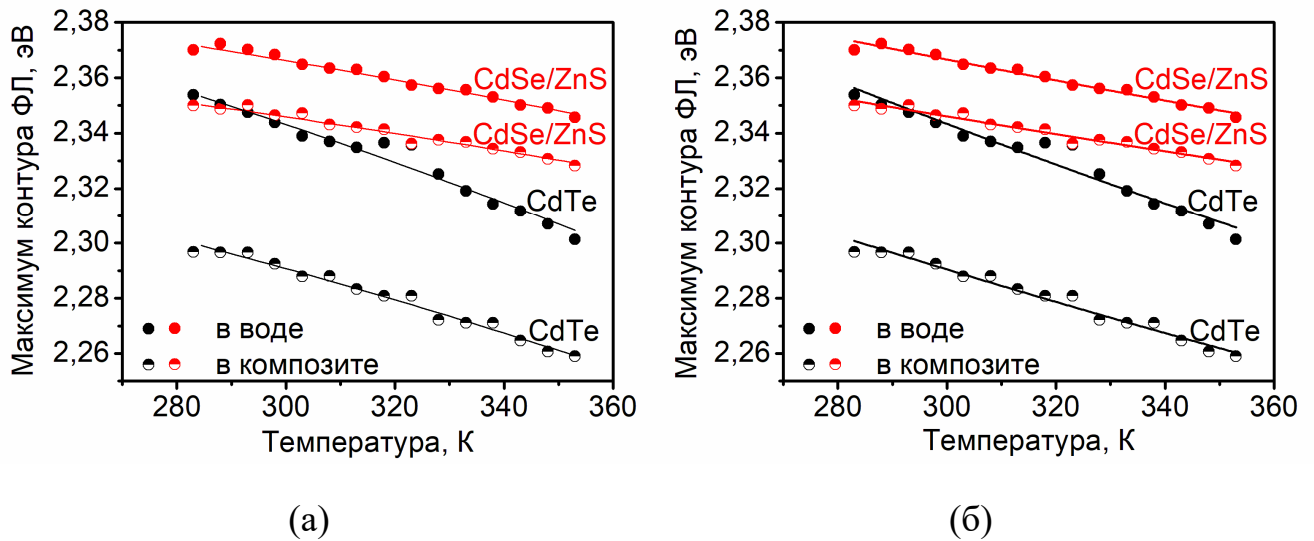 Максимум контура ФЛ, эВ
2,38
2,36
2,34
2,32
2,30
2,28
2,26
CdSe/ZnS
CdSe/ZnS
CdTe
CdTe
в воде
в композите
280 300 320 340 360
Температура, К
(а)
Максимум контура ФЛ, эВ
2,38
2,36
2,34
2,32
2,30
2,28
2,26
CdSe/ZnS
CdSe/ZnS
CdTe
CdTe
в воде
в композите
280 300 320 340 360
Температура, К
(б)